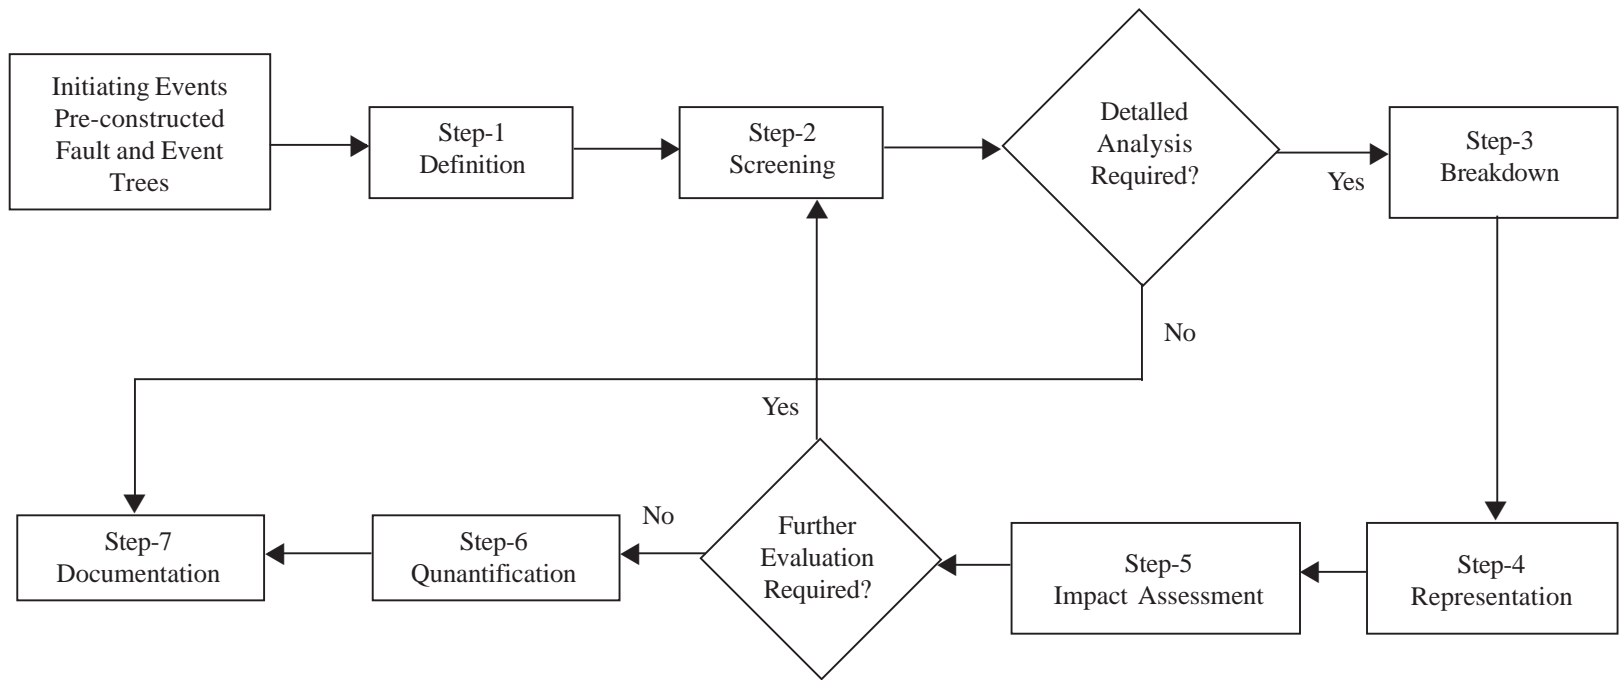 Initiating Events
Pre-constructed
Fault and Event
Trees
Step-1
Definition
Step-2
Screening
Detalled
Analysis
Required?
Yes
Step-3
Breakdown
No
Yes
Step-7
Documentation
Step-6
Qunantification
No
Further
Evaluation
Required?
Step-5
Impact Assessment
Step-4
Representation